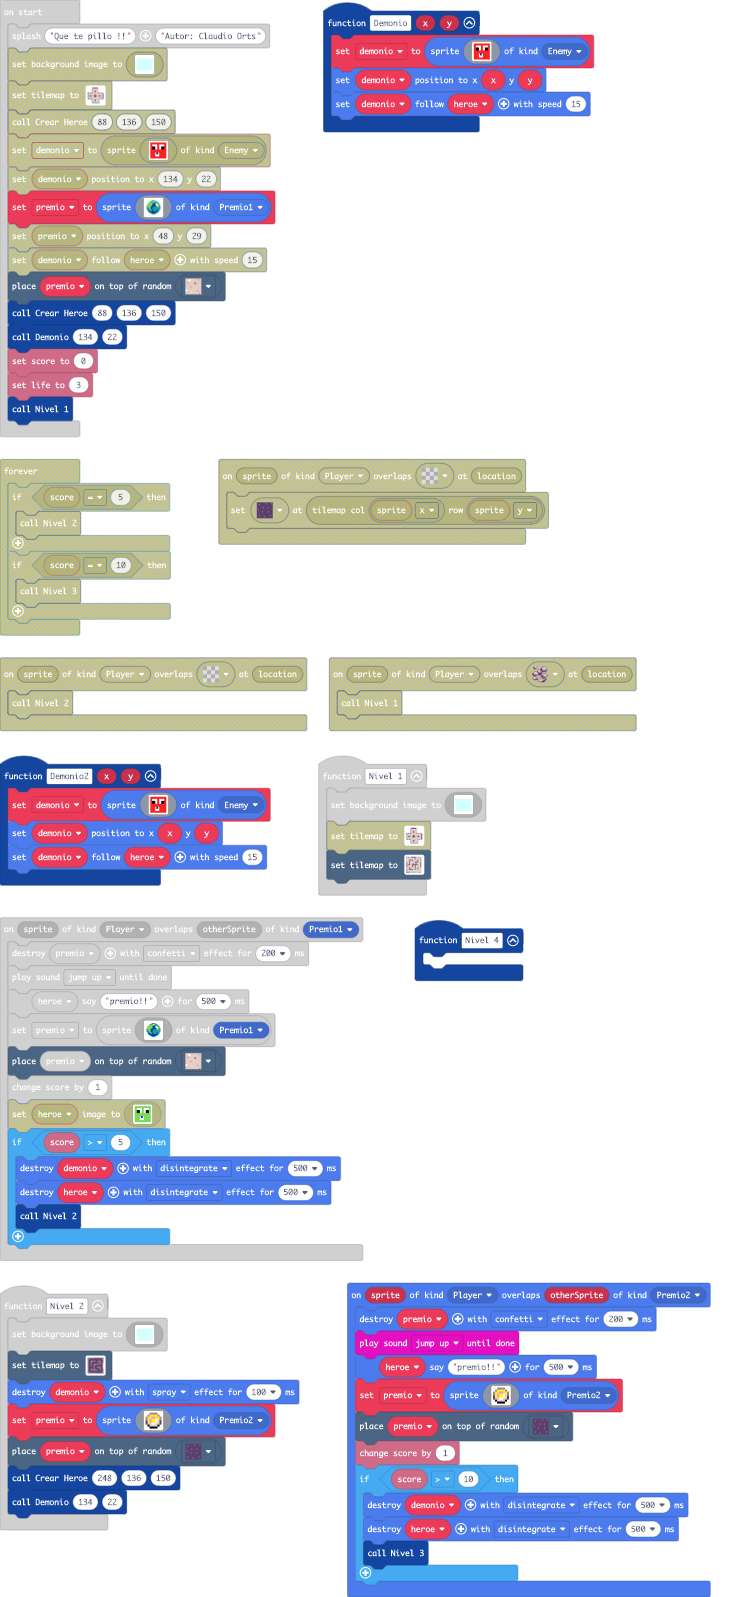 on start
splash "Que te pillo !!" "Autor: Claudio Orts"
set background image to
set tilemap to
call Crear Heroe 88 136 150
set demonio to sprite of kind Enemy
set demonio position to x 134 y 22
set premio to sprite of kind Premio1
set premio position to x 48 y 29
set demonio follow heroe with speed 15
place premio on top of random
call Crear Heroe 88 136 150
call Demonio 134 22
set score to 0
set life to 3
call Nivel 1
function Demonio x y
set demonio to sprite of kind Enemy
set demonio position to x x y y
set demonio follow heroe with speed 15
forever
if score = 5 then
call Nivel 2
if score = 10 then
call Nivel 3
on sprite of kind Player overlaps at location
set at tilemap col sprite x row sprite y
on sprite of kind Player overlaps at location
call Nivel 2
on sprite of kind Player overlaps at location
call Nivel 1
function Demonio2 x y
set demonio to sprite of kind Enemy
set demonio position to x x y y
set demonio follow heroe with speed 15
function Nivel 1
set background image to
set tilemap to
set tilemap to
on sprite of kind Player overlaps otherSprite of kind Premio1
destroy premio with confetti effect for 200 ms
play sound jump up until done
heroe say "premio!!" for 500 ms
set premio to sprite of kind Premio1
place premio on top of random
change score by 1
set heroe image to
if score > 5 then
destroy demonio with disintegrate effect for 500 ms
destroy heroe with disintegrate effect for 500 ms
call Nivel 2
function Nivel 4
function Nivel 2
set background image to
set tilemap to
destroy demonio with spray effect for 100 ms
set premio to sprite of kind Premio2
place premio on top of random
call Crear Heroe 248 136 150
call Demonio 134 22
on sprite of kind Player overlaps otherSprite of kind Premio2
destroy premio with confetti effect for 200 ms
play sound jump up until done
heroe say "premio!!" for 500 ms
set premio to sprite of kind Premio2
place premio on top of random
change score by 1
if score > 10 then
destroy demonio with disintegrate effect for 500 ms
destroy heroe with disintegrate effect for 500 ms
call Nivel 3